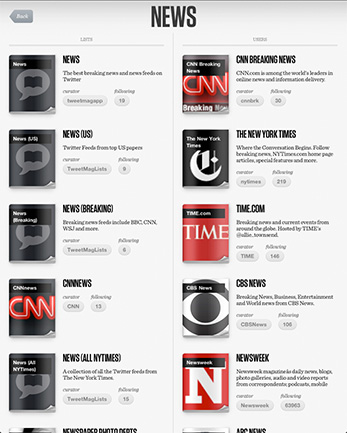 Back
NEWS
LISTS
News
NEWS
The best breaking news and news feeds on
Twitter
curator following
tweetmagapp 19
News (US)
NEWS (US)
Twitter Feeds from top US papers
curator following
TweetMagLists 6
News
(Breaking)
NEWS (BREAKING)
Breaking news feeds include BBC, CNN,
WSJ and more.
curator following
TweetMagLists 8
CNNnews
CNN
CNNNEWS
curator following
CNN 13
News (All
NYTimes)
NEWS (ALL NYTIMES)
A collection of all the Twitter feeds from
The New York Times
curator following
TweetMagLists 15
NEWSPAPER PHOTO DEPTS
USERS
CNN Breaking
News
CNN
Breaking News
CNN BREAKING NEWS
CNN.com is among the world's leaders in
online news and information delivery.
curator following
cnnbrk 30
The New York
Times
THE NEW YORK TIMES
Where the Conversation Begins. Follow
breaking news, NYTimes.com home page
articles, special features and more.
curator following
nytimes 219
TIME.com
TIME
TIME.COM
Breaking news and current events from
around the globe. Hosted by TIME's
@allie_townsend.
curator following
TIME 146
CBS News
CBS NEWS
Breaking News, Business, Entertainment
and World news from CBS News.
curator following
CBSNews 106
Newsweek
N
NEWSWEEK
Newsweek magazine's daily news, blogs,
photo galleries, audio and video reports
from correspondents podcasts, mobile
curator following
Newsweek 63963
ABC NEWS